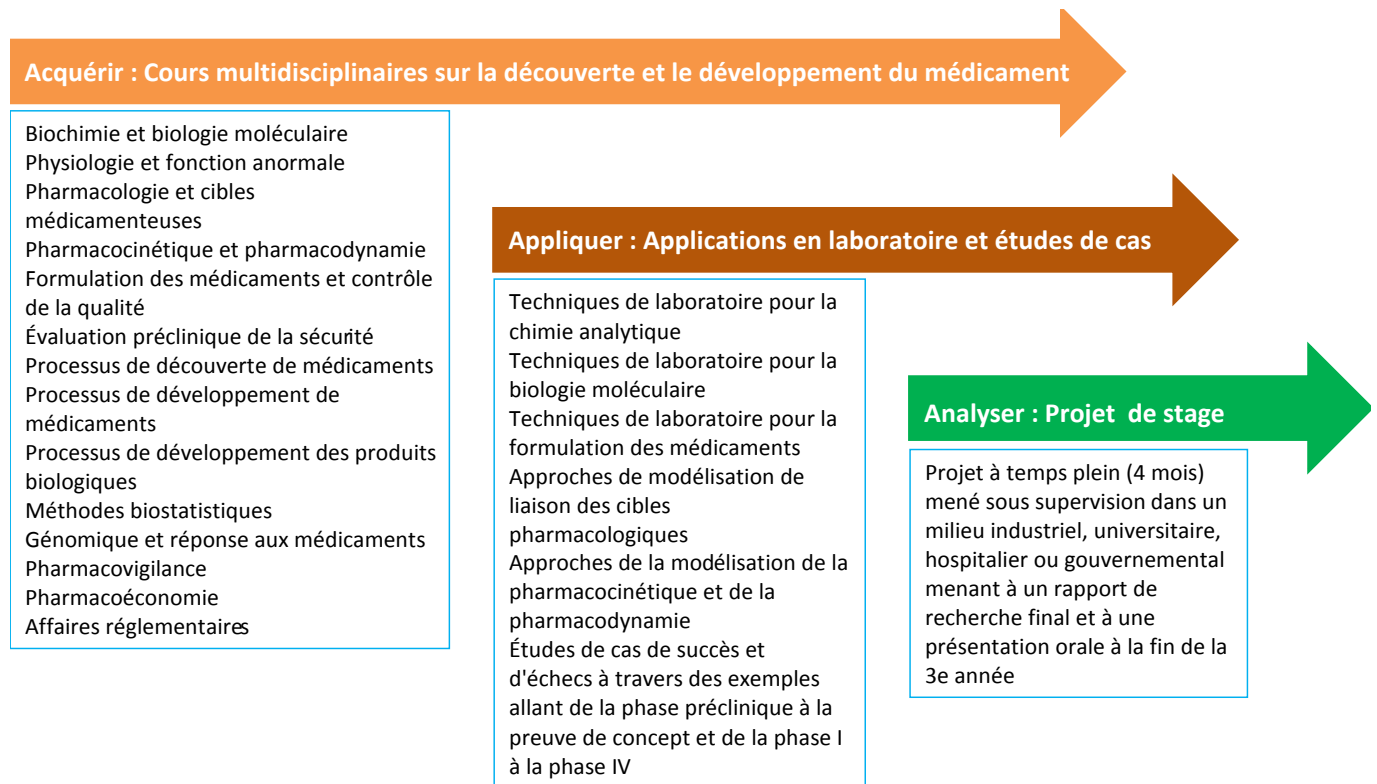 Acquérir : Cours multidisciplinaires sur la découverte et le développement du médicament
Biochimie et biologie moléculaire
Physiologie et fonction anormale
Pharmacologie et cibles
médicamenteuses
Pharmacocinétique et pharmacodynamie
Formulation des médicaments et contrôle
de la qualité
Évaluation préclinique de la sécurité
Processus de découverte de médicaments
Processus de développement de
médicaments
Processus de développement des produits
biologiques
Méthodes biostatistiques
Génomique et réponse aux médicaments
Pharmacovigilance
Pharmacoéconomie
Affaires réglementaires
Appliquer : Applications en laboratoire et études de cas
Techniques de laboratoire pour la
chimie analytique
Techniques de laboratoire pour la
biologie moléculaire
Techniques de laboratoire pour la
formulation des médicaments
Approches de modélisation de
liaison des cibles
pharmacologiques
Approches de la modélisation de la
pharmacocinétique et de la
pharmacodynamie
Études de cas de succès et
d'échecs à travers des exemples
allant de la phase préclinique à la
preuve de concept et de la phase I
à la phase IV
Analyser : Projet de stage
Projet à temps plein (4 mois)
mené sous supervision dans un
milieu industriel, universitaire,
hospitalier ou gouvernemental
menant à un rapport de
recherche final et à une
présentation orale à la fin de la
3e année